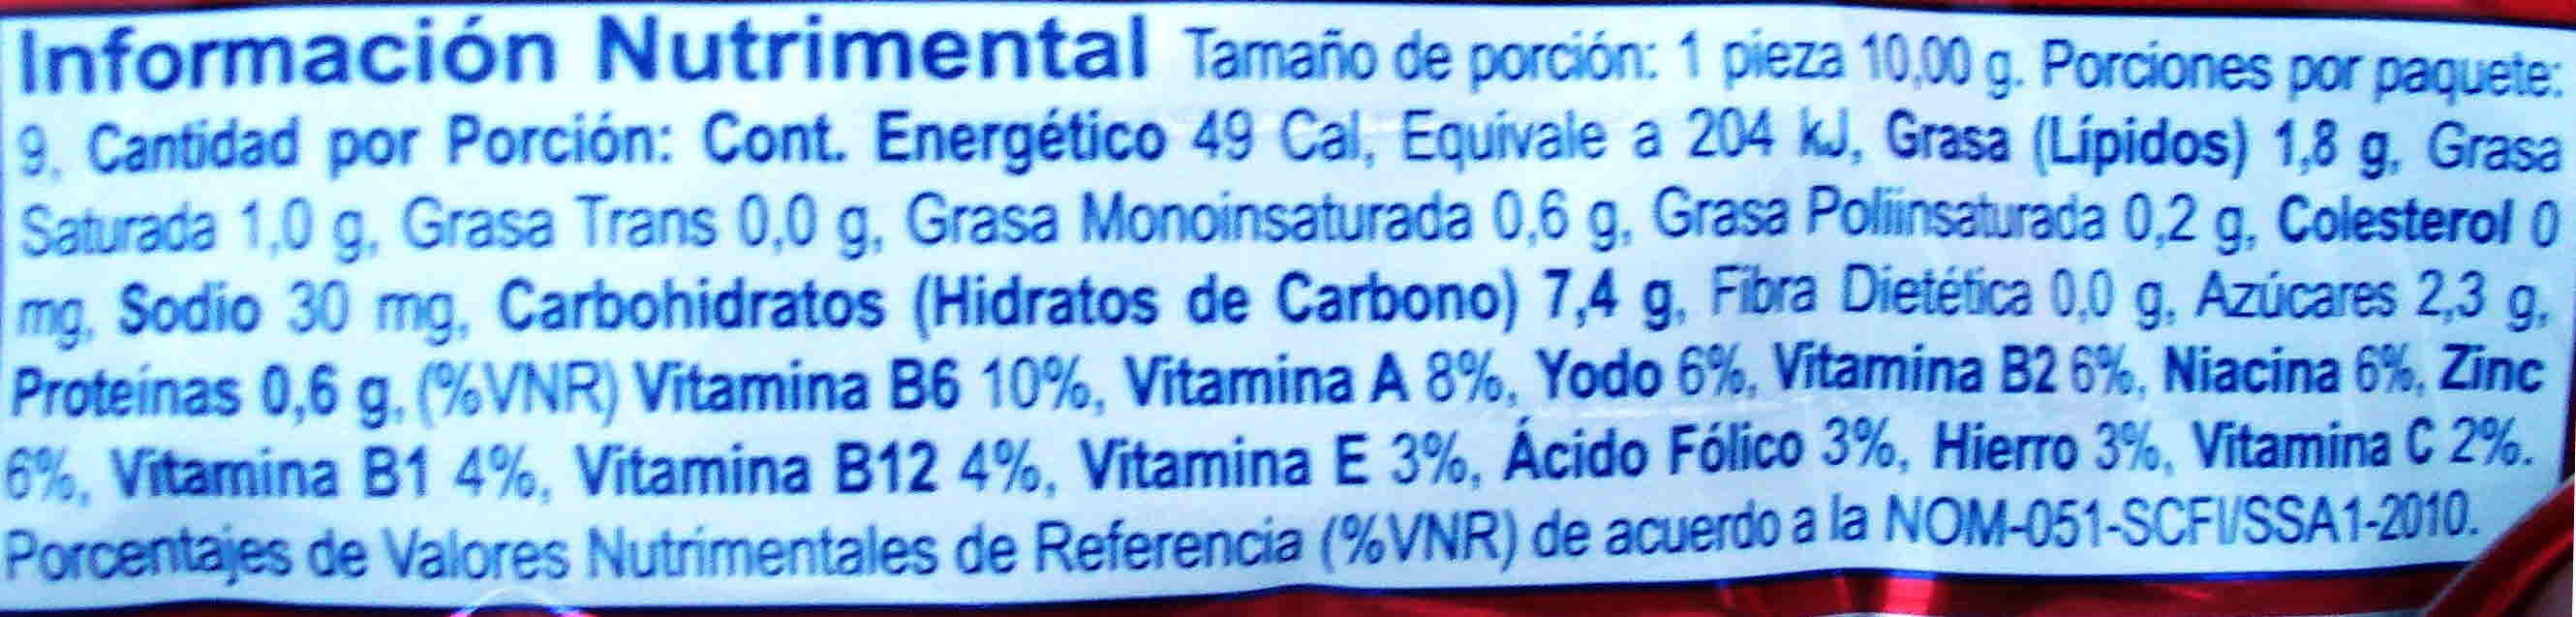 Información Nutrimental Tamaño de porción: 1 pieza 10,00 g. Porciones por paquete:
9. Cantidad por Porción: Cont. Energético 49 Cal, Equivale a 204 kJ, Grasa (Lípidos) 1,8 g, Grasa
Saturada 1,0 g, Grasa Trans 0,0 g, Grasa Monoinsaturada 0,6 g, Grasa Poliinsaturada 0,2 g, Colesterol 0
mg, Sodio 30 mg, Carbohidratos (Hidratos de Carbono) 7,4 g, Fibra Dietética 0,0 g, Azúcares 2,3 g,
Proteínas 0,6 g, (%VNR) Vitamina B6 10%, Vitamina A 8%, Yodo 6%, Vitamina B2 6%, Niacina 6%, Zinc
6%, Vitamina B1 4%, Vitamina B12 4%, Vitamina E 3%, Ácido Fólico 3%, Hierro 3%, Vitamina C 2%.
Porcentajes de Valores Nutrimentales de Referencia (%VNR) de acuerdo a la NOM-051-SCFI/SSA1-2010.